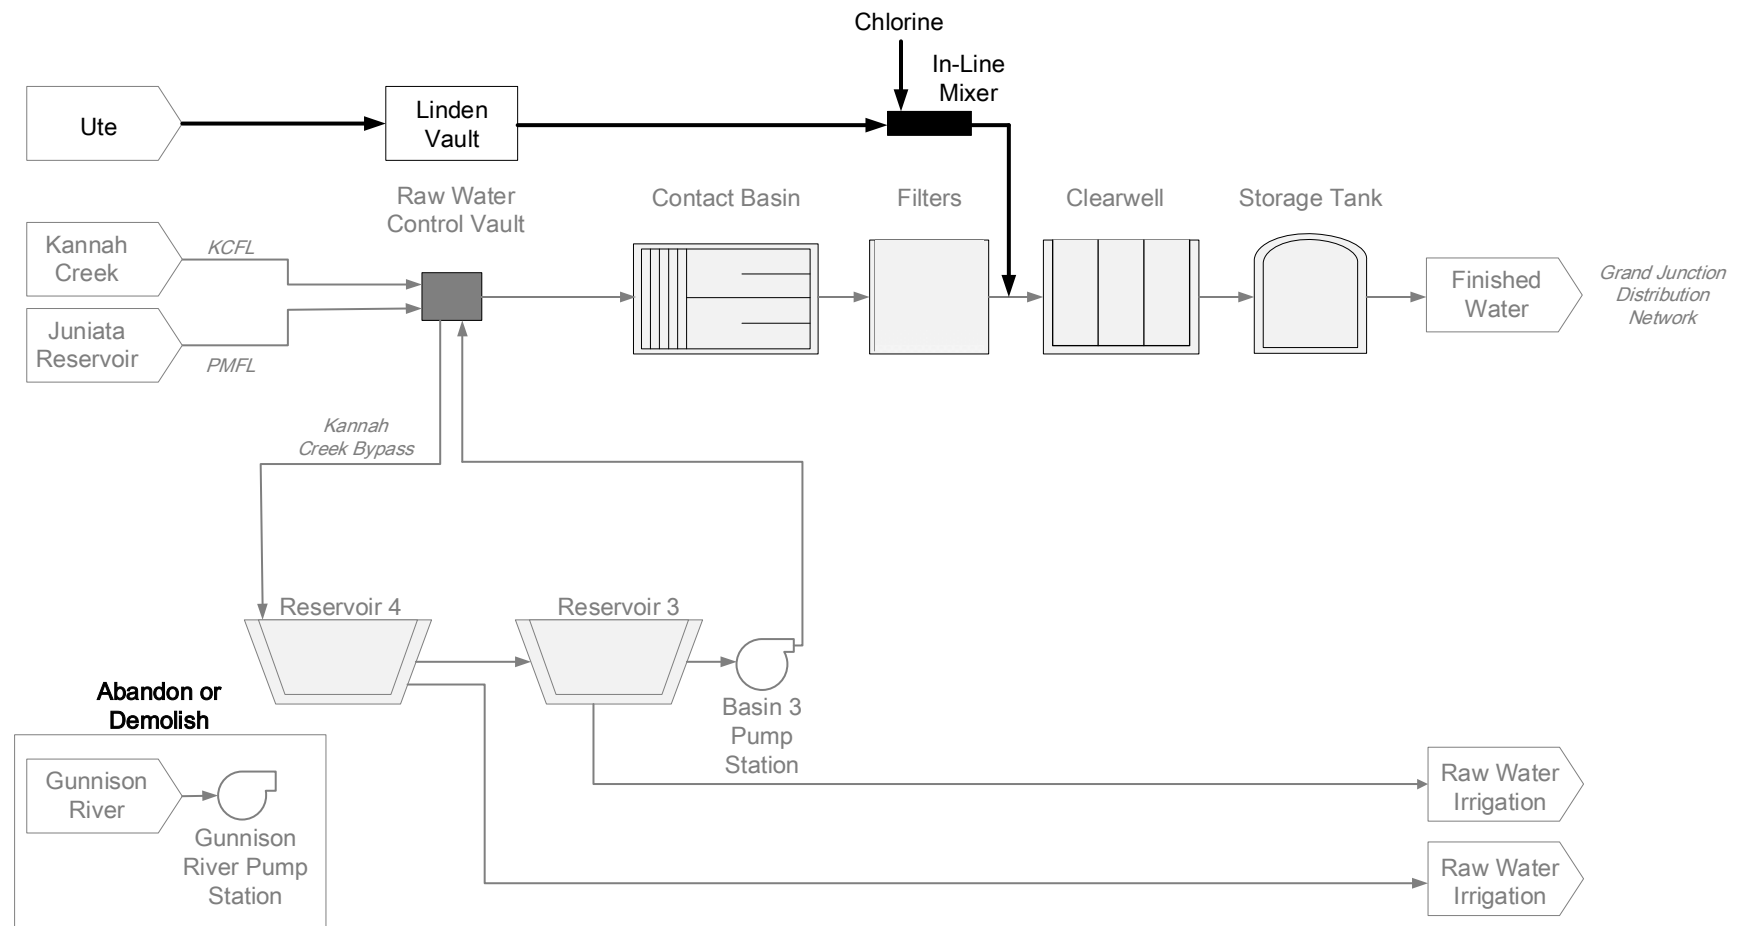 Chlorine
In-Line
Mixer
Ute
Linden
Vault
Raw Water
Control Vault
Contact Basin
Filters
Clearwell
Storage Tank
Kannah
Creek
KCFL
Juniata
Reservoir
PMFL
Finished
Water
Grand Junction
Distribution
Network
Kannah
Creek Bypass
Reservoir 4
Reservoir 3
Basin 3
Pump
Station
Abandon or
Demolish
Gunnison
River
Gunnison
River Pump
Station
Raw Water
Irrigation
Raw Water
Irrigation